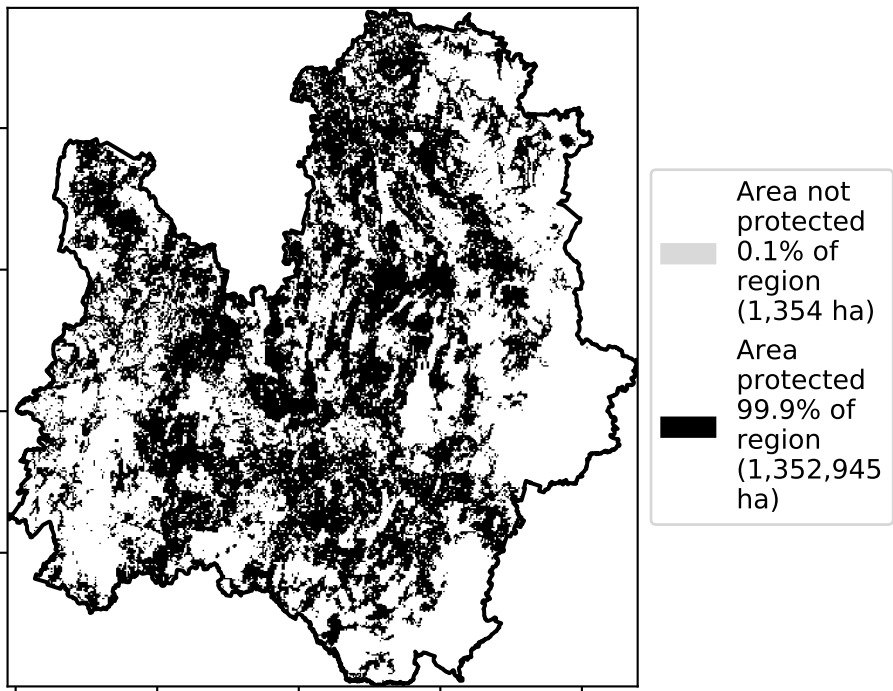 Area not
protected
0.1% of
region
(1,354 ha)
Area
protected
99.9% of
region
(1,352,945
ha)